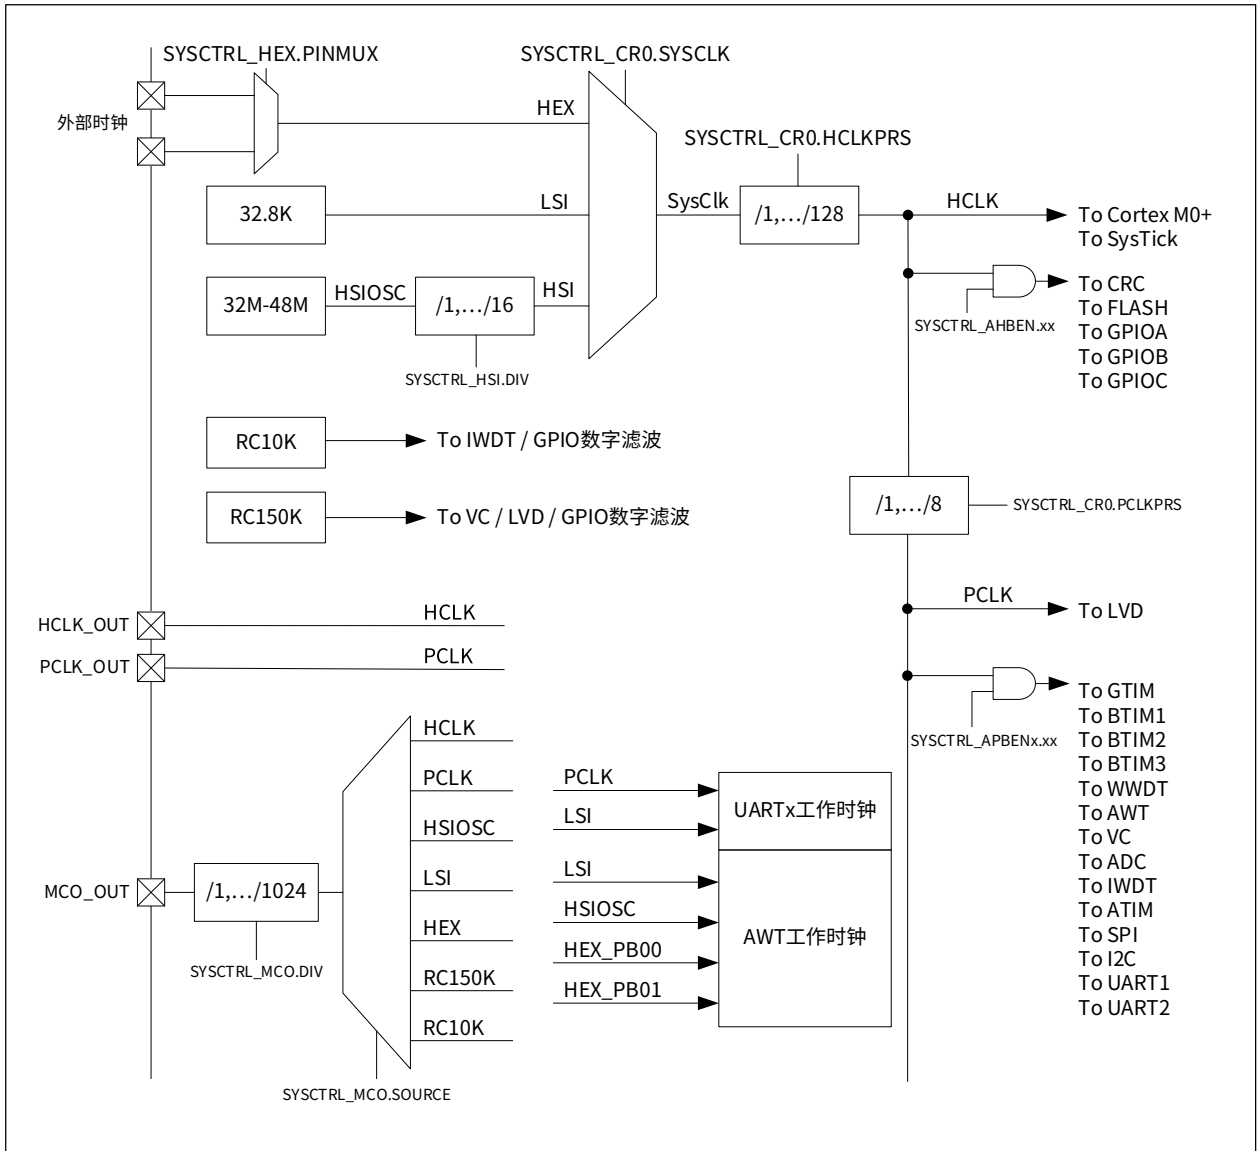 SYSCTRL_HEX.PINMUX
SYSCTRL_CR0.SYSCLK
外部时钟
HEX
SYSCTRL_CR0.HCLKPRS
32.8K
LSI
SysClk
/1,…/128
HCLK
To Cortex M0+
To SysTick
32M-48M
HSIOSC
/1,…/16
HSI
SYSCTRL_HSI.DIV
SYSCTRL_AHBEN.xx
To CRC
To FLASH
To GPIOA
To GPIOB
To GPIOC
RC10K
To IWDT / GPIO数字滤波
RC150K
To VC / LVD / GPIO数字滤波
/1,…/8
SYSCTRL_CR0.PCLKPRS
HCLK_OUT
HCLK
PCLK_OUT
PCLK
PCLK
To LVD
SYSCTRL_APBENx.xx
To GTIM
To BTIM1
To BTIM2
To BTIM3
To WWDT
To AWT
To VC
To ADC
To IWDT
To ATIM
To SPI
To I2C
To UART1
To UART2
MCO_OUT
/1,…/1024
SYSCTRL_MCO.DIV
HCLK
PCLK
HSIOSC
LSI
HEX
RC150K
RC10K
SYSCTRL_MCO.SOURCE
PCLK
LSI
UARTx工作时钟
LSI
HSIOSC
HEX_PB00
HEX_PB01
AWT工作时钟